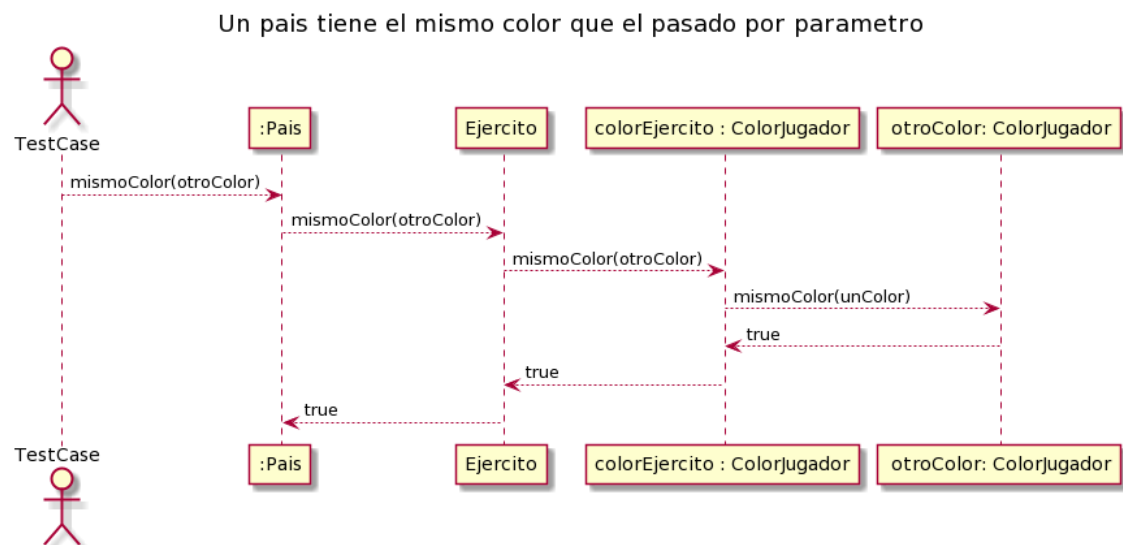 Un pais tiene el mismo color que el pasado por parametro
TestCase
:Pais
Ejercito
colorEjercito : ColorJugador
otroColor: ColorJugador
mismoColor(otroColor)
mismoColor(otroColor)
mismoColor(otroColor)
mismoColor(unColor)
true
true
true
TestCase
:Pais
Ejercito
colorEjercito : ColorJugador
otroColor: ColorJugador